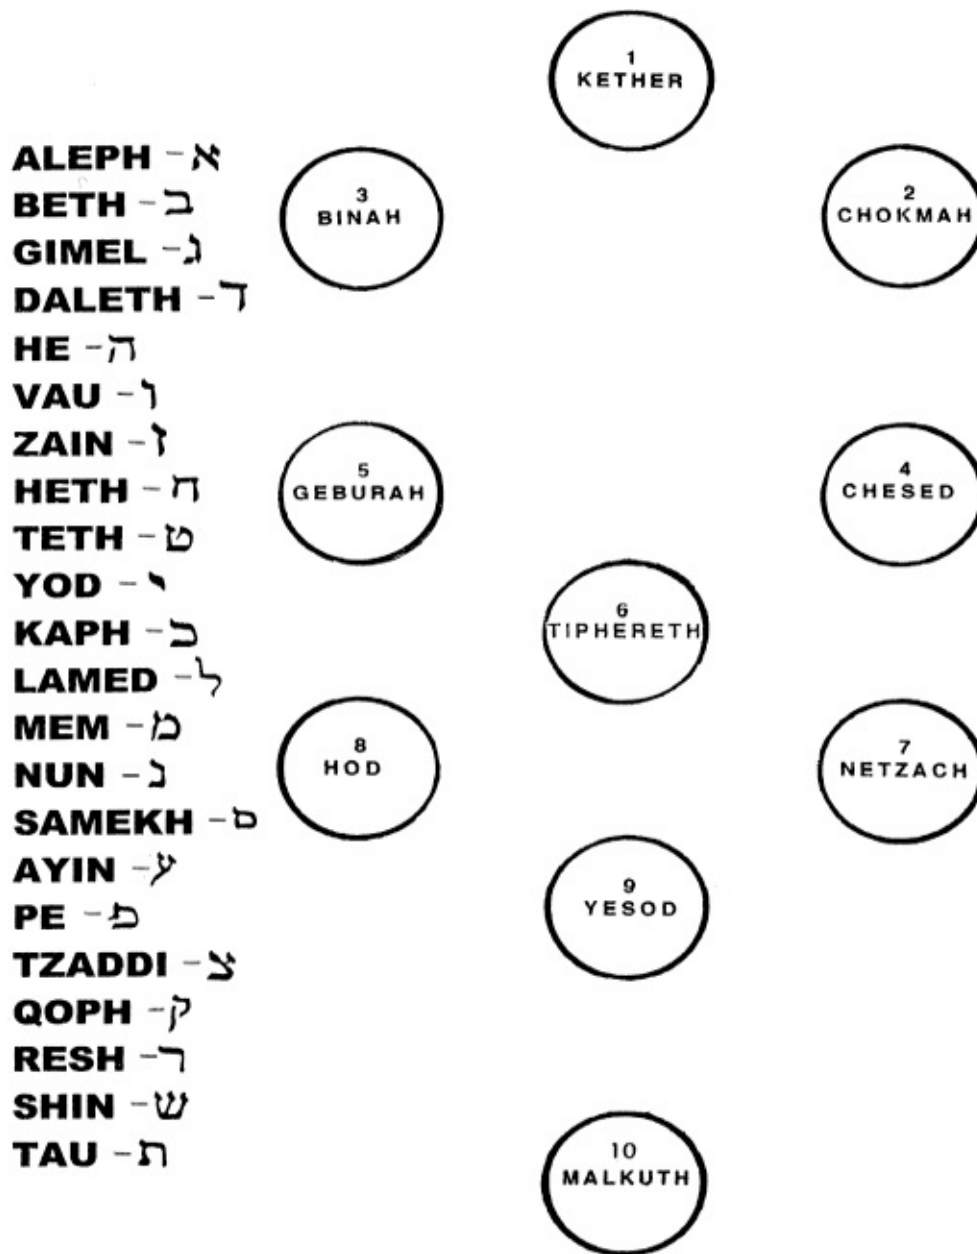 1
KETHER
ALEPH - א
BETH - ב
GIMEL - ג
DALETH - ד
HE - ה
VAU - ו
ZAIN - ז
HETH - ח
TETH - ט
YOD - י
KAPH - כ
LAMED - ל
MEM - מ
NUN - נ
SAMEKH - ס
AYIN - ע
PE - פ
TZADDI - צ
QOPH - ק
RESH - ר
SHIN - ש
TAU - ת
3
BINAH
2
CHOKMAH
5
GEBURAH
4
CHESED
6
TIPHERETH
8
HOD
7
NETZACH
9
YESOD
10
MALKUTH